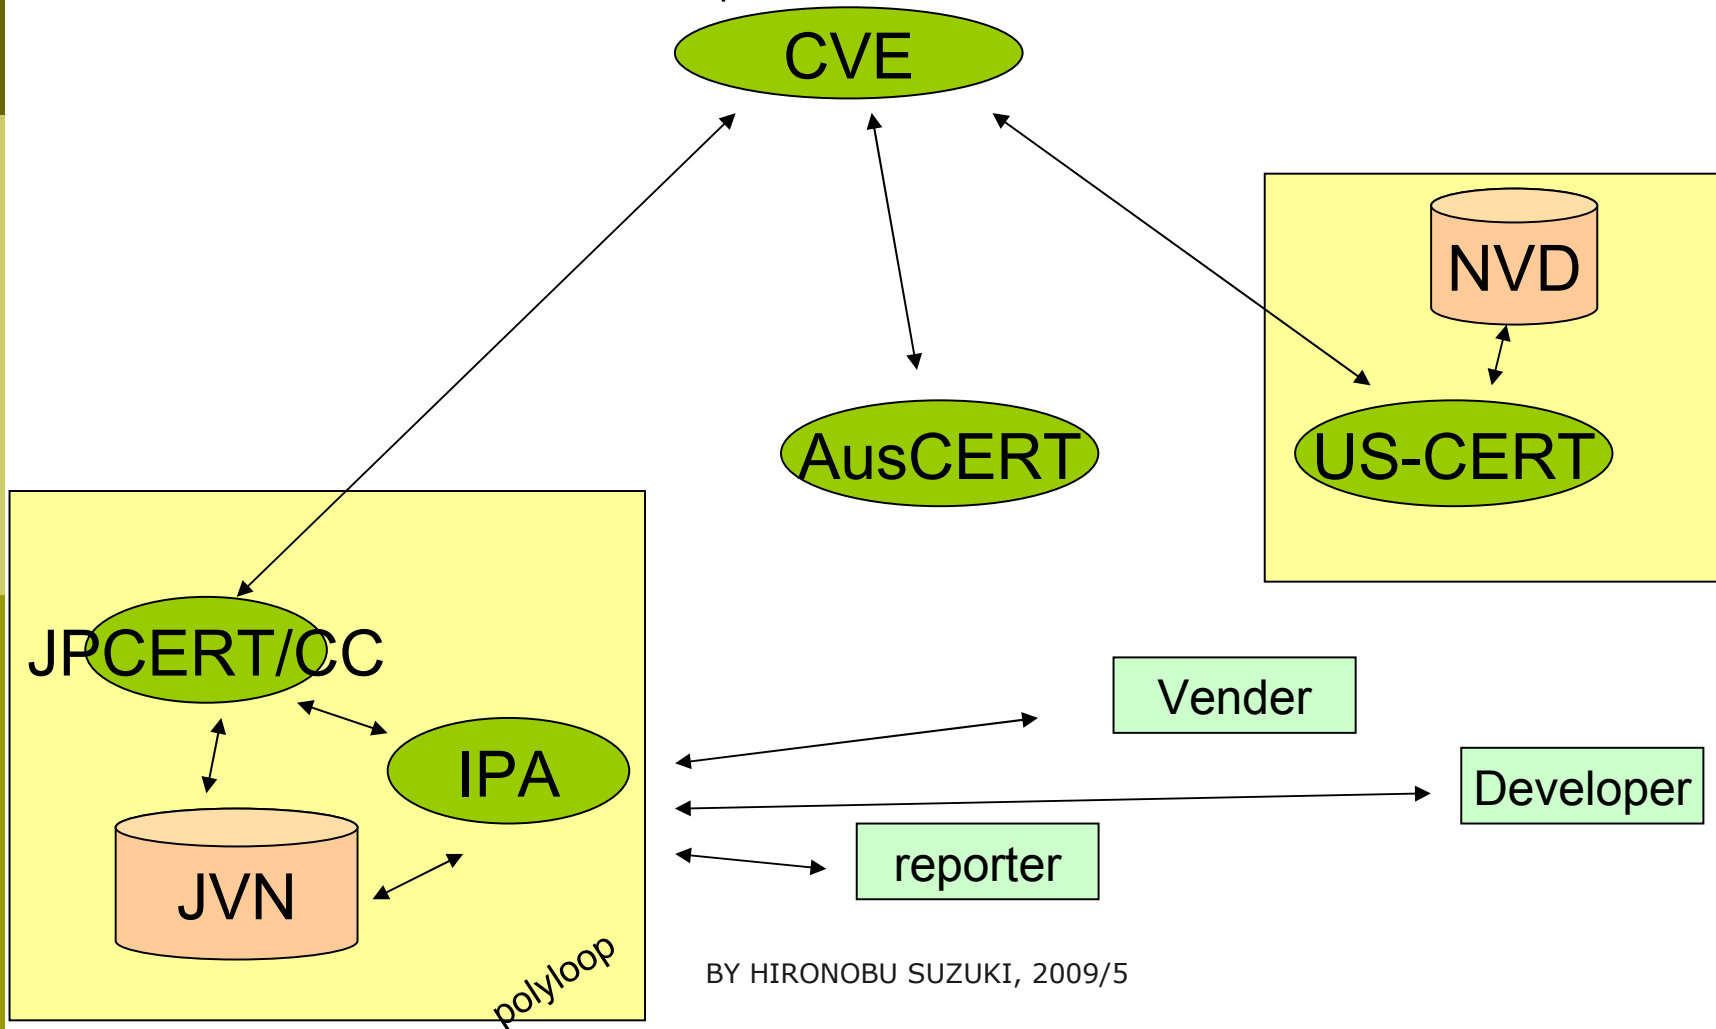 CVE
NVD
AusCERT
US-CERT
JPCERT/CC
Vender
IPA
Developer
reporter
JVN
polyloop
BY HIRONOBU SUZUKI, 2009/5